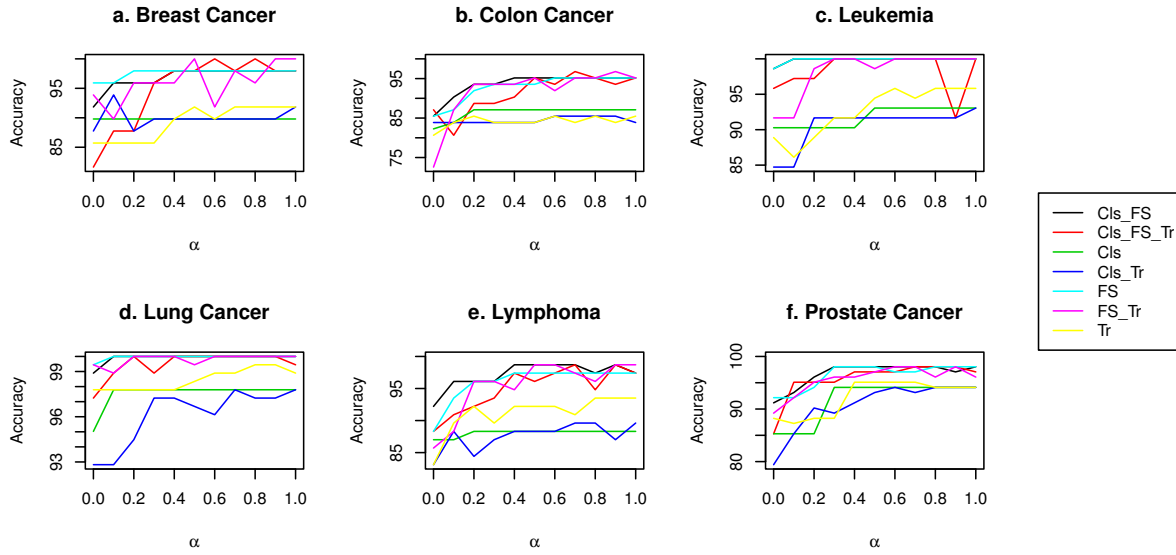 a. Breast Cancer
Accuracy
95
85
0.0 0.2 0.4 0.6 0.8 1.0
α
b. Colon Cancer
Accuracy
95
85
75
0.0 0.2 0.4 0.6 0.8 1.0
α
c. Leukemia
Accuracy
95
90
85
0.0 0.2 0.4 0.6 0.8 1.0
α
Cls_FS
Cls_FS_Tr
Cls
Cls_Tr
FS
FS_Tr
Tr
d. Lung Cancer
Accuracy
99
96
93
0.0 0.2 0.4 0.6 0.8 1.0
α
e. Lymphoma
Accuracy
95
85
0.0 0.2 0.4 0.6 0.8 1.0
α
f. Prostate Cancer
Accuracy
100
90
80
0.0 0.2 0.4 0.6 0.8 1.0
α